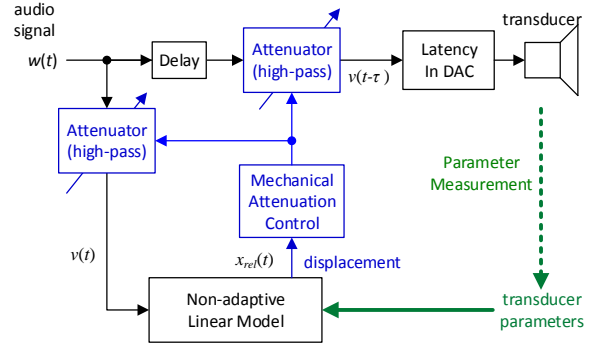 audio
signal
w(t)
Delay
Attenuator
(high-pass)
v(t-τ)
Latency
In DAC
transducer
Attenuator
(high-pass)
Parameter
Measurement
Mechanical
Attenuation
Control
v(t)
x_rel(t)
displacement
Non-adaptive
Linear Model
transducer
parameters